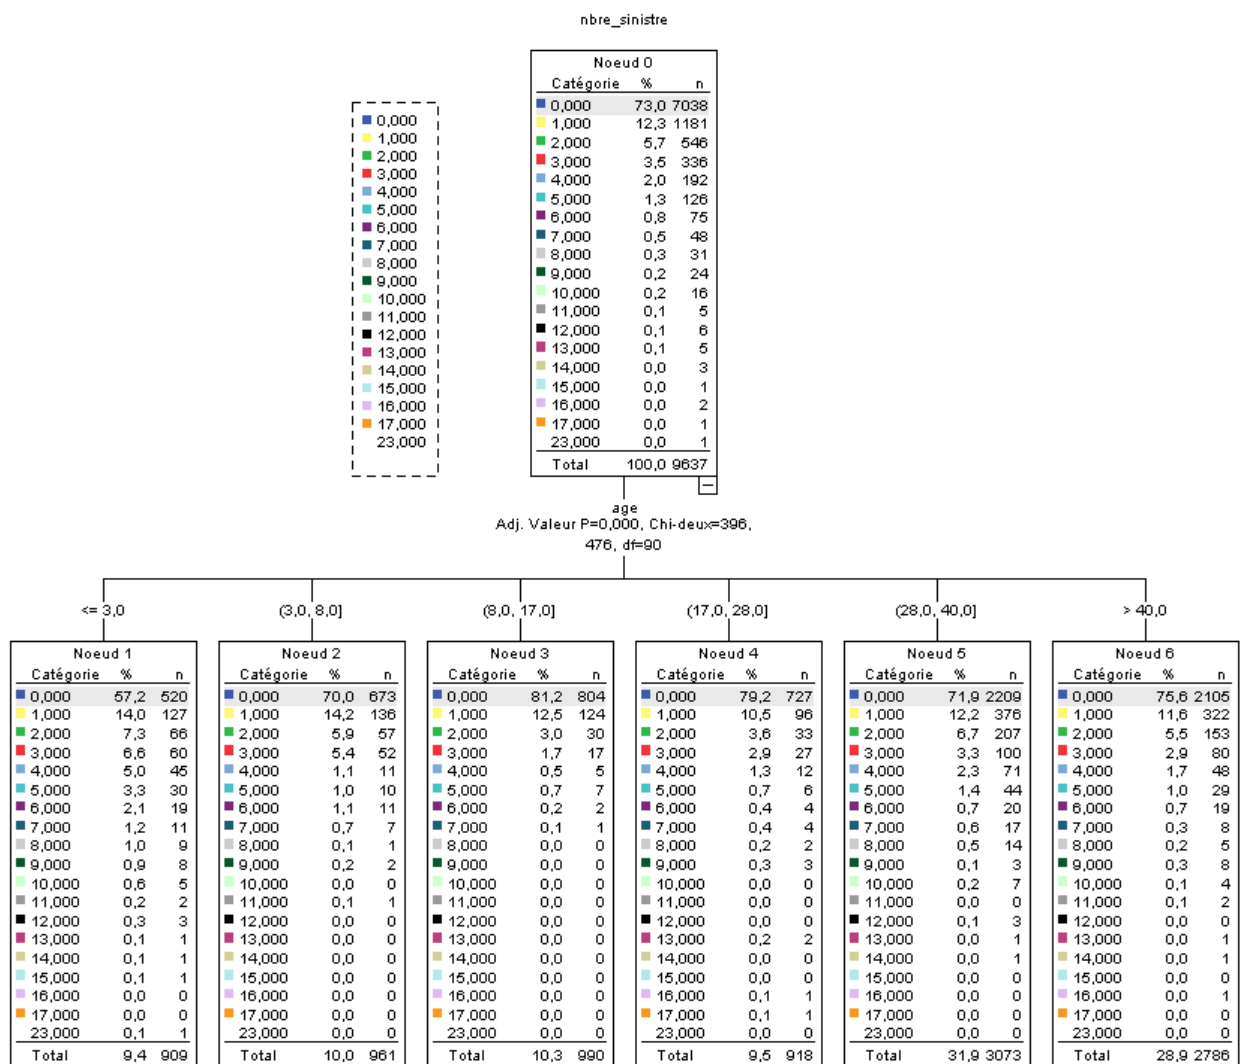 nbre_sinistre
Noeud 0
Catégorie % n
0,000 73,0 7038
1,000 12,3 1181
2,000 5,7 546
3,000 3,5 336
4,000 2,0 192
5,000 1,3 126
6,000 0,8 75
7,000 0,5 48
8,000 0,3 31
9,000 0,2 24
10,000 0,2 16
11,000 0,1 5
12,000 0,1 6
13,000 0,1 5
14,000 0,0 3
15,000 0,0 1
16,000 0,0 2
17,000 0,0 1
23,000 0,0 1
Total 100,0 9637
0,000
1,000
2,000
3,000
4,000
5,000
6,000
7,000
8,000
9,000
10,000
11,000
12,000
13,000
14,000
15,000
16,000
17,000
23,000
age
Adj. Valeur P=0,000, Chi-deux=396,
476, df=90
<= 3,0
(3,0, 8,0]
(8,0, 17,0]
(17,0, 28,0]
(28,0, 40,0]
> 40,0
Noeud 1
Catégorie % n
0,000 57,2 520
1,000 14,0 127
2,000 7,3 66
3,000 6,6 60
4,000 5,0 45
5,000 3,3 30
6,000 2,1 19
7,000 1,2 11
8,000 1,0 9
9,000 0,9 8
10,000 0,6 5
11,000 0,2 2
12,000 0,3 3
13,000 0,1 1
14,000 0,1 1
15,000 0,1 1
16,000 0,0 0
17,000 0,0 0
23,000 0,1 1
Total 9,4 909
Noeud 2
Catégorie % n
0,000 70,0 673
1,000 14,2 136
2,000 5,9 57
3,000 5,4 52
4,000 1,1 11
5,000 1,0 10
6,000 1,1 11
7,000 0,7 7
8,000 0,1 1
9,000 0,2 2
10,000 0,0 0
11,000 0,1 1
12,000 0,0 0
13,000 0,0 0
14,000 0,0 0
15,000 0,0 0
16,000 0,0 0
17,000 0,0 0
23,000 0,0 0
Total 10,0 961
Noeud 3
Catégorie % n
0,000 81,2 804
1,000 12,5 124
2,000 3,0 30
3,000 1,7 17
4,000 0,5 5
5,000 0,7 7
6,000 0,2 2
7,000 0,1 1
8,000 0,0 0
9,000 0,0 0
10,000 0,0 0
11,000 0,0 0
12,000 0,0 0
13,000 0,0 0
14,000 0,0 0
15,000 0,0 0
16,000 0,0 0
17,000 0,0 0
23,000 0,0 0
Total 10,3 990
Noeud 4
Catégorie % n
0,000 79,2 727
1,000 10,5 96
2,000 3,6 33
3,000 2,9 27
4,000 1,3 12
5,000 0,7 6
6,000 0,4 4
7,000 0,4 4
8,000 0,2 2
9,000 0,3 3
10,000 0,0 0
11,000 0,0 0
12,000 0,0 0
13,000 0,2 2
14,000 0,0 0
15,000 0,0 0
16,000 0,1 1
17,000 0,1 1
23,000 0,0 0
Total 9,5 918
Noeud 5
Catégorie % n
0,000 71,9 2209
1,000 12,2 376
2,000 6,7 207
3,000 3,3 100
4,000 2,3 71
5,000 1,4 44
6,000 0,7 20
7,000 0,6 17
8,000 0,5 14
9,000 0,1 3
10,000 0,2 7
11,000 0,0 0
12,000 0,1 3
13,000 0,0 1
14,000 0,0 1
15,000 0,0 0
16,000 0,0 0
17,000 0,0 0
23,000 0,0 0
Total 31,9 3073
Noeud 6
Catégorie % n
0,000 75,6 2105
1,000 11,6 322
2,000 5,5 153
3,000 2,9 80
4,000 1,7 48
5,000 1,0 29
6,000 0,7 19
7,000 0,3 8
8,000 0,2 5
9,000 0,3 8
10,000 0,1 4
11,000 0,1 2
12,000 0,0 0
13,000 0,0 1
14,000 0,0 1
15,000 0,0 0
16,000 0,0 1
17,000 0,0 0
23,000 0,0 0
Total 28,9 2786